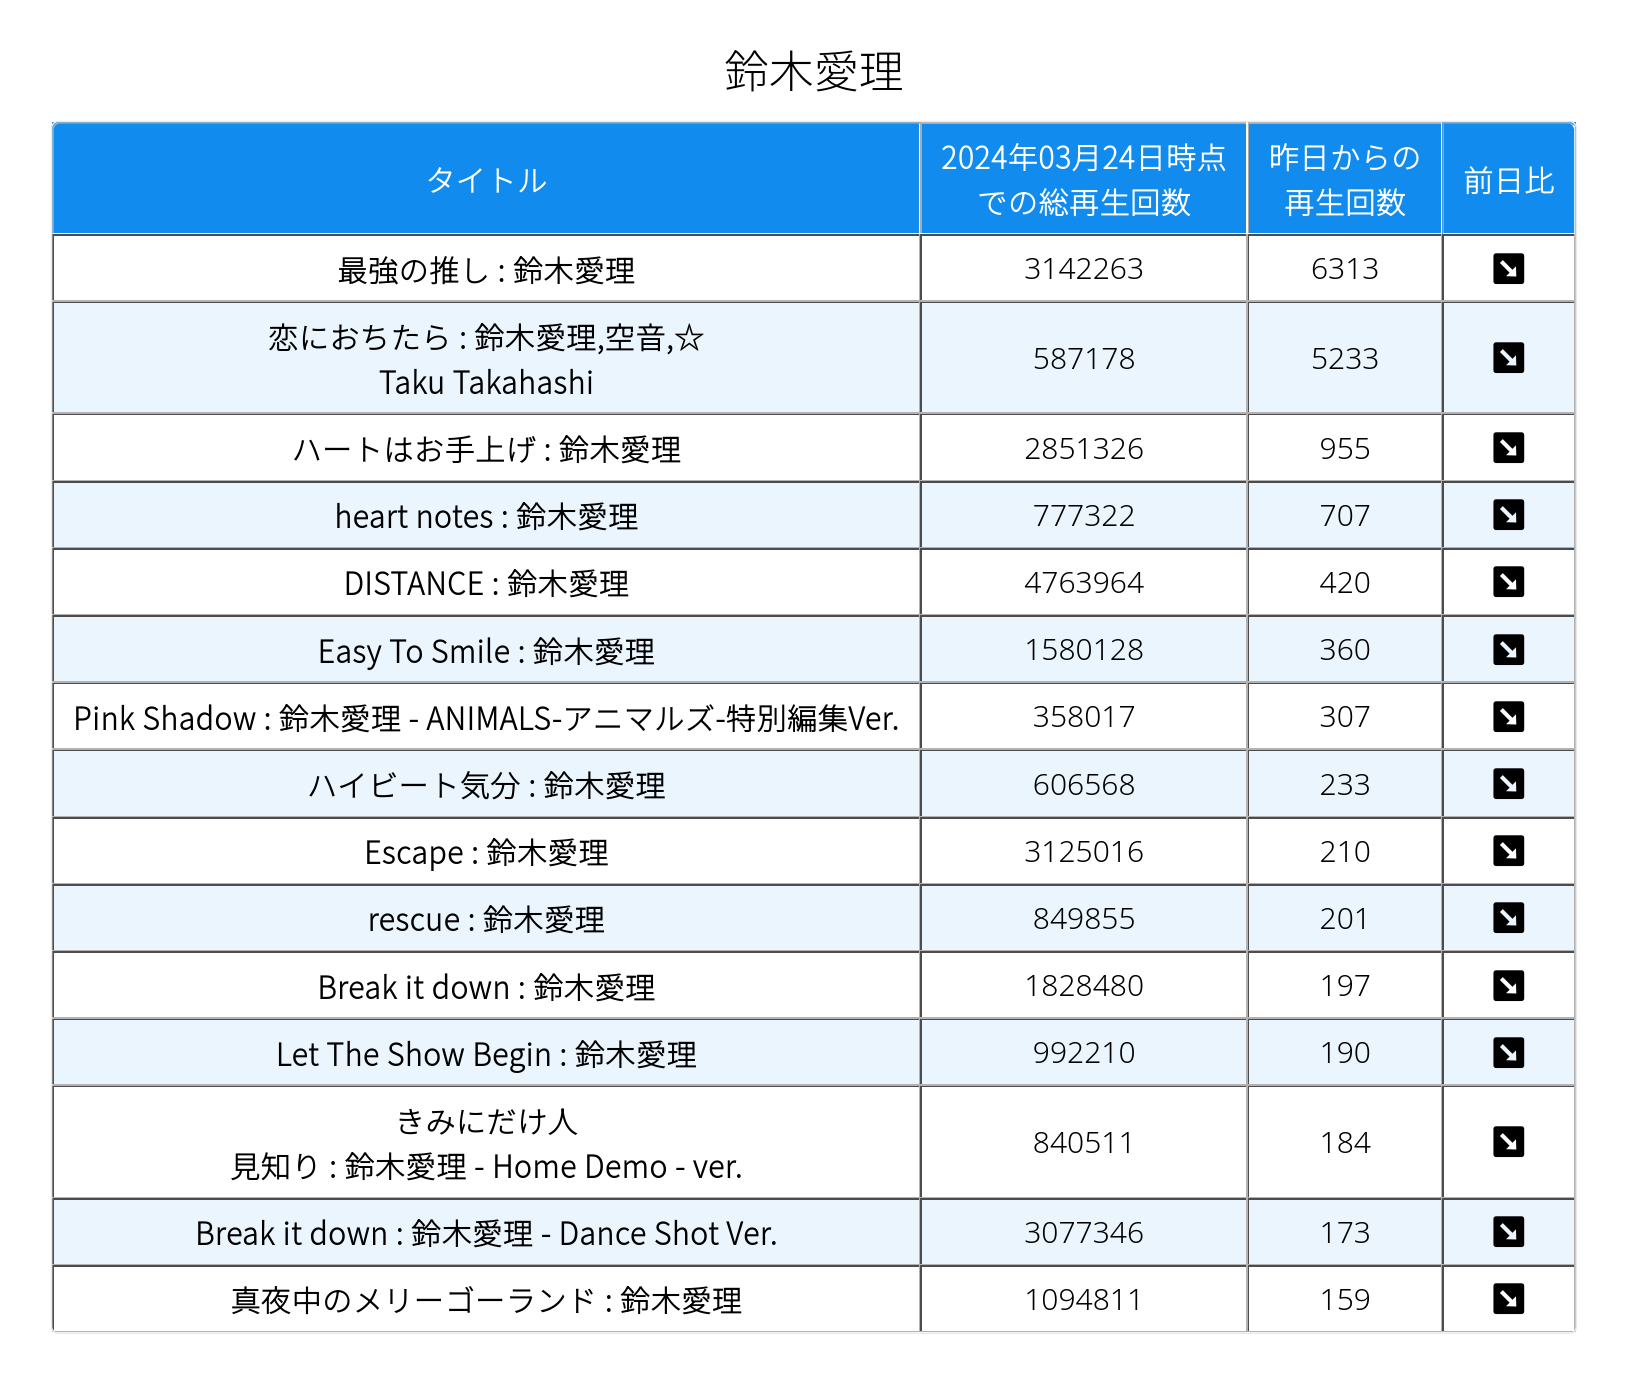 鈴木愛理
タイトル
2024年03月24日時点
での総再生回数
昨日からの
再生回数
前日比
最強の推し : 鈴木愛理 3142263 6313
恋におちたら : 鈴木愛理,空音,☆
Taku Takahashi
587178 5233
ハートはお手上げ : 鈴木愛理 2851326 955
heart notes : 鈴木愛理 777322 707
DISTANCE : 鈴木愛理 4763964 420
Easy To Smile : 鈴木愛理 1580128 360
Pink Shadow : 鈴木愛理 - ANIMALS-アニマルズ-特別編集Ver. 358017 307
ハイビート気分 : 鈴木愛理 606568 233
Escape : 鈴木愛理 3125016 210
rescue : 鈴木愛理 849855 201
Break it down : 鈴木愛理 1828480 197
Let The Show Begin : 鈴木愛理 992210 190
きみにだけ人
見知り : 鈴木愛理 - Home Demo - ver.
840511 184
Break it down : 鈴木愛理 - Dance Shot Ver. 3077346 173
真夜中のメリーゴーランド : 鈴木愛理 1094811 159